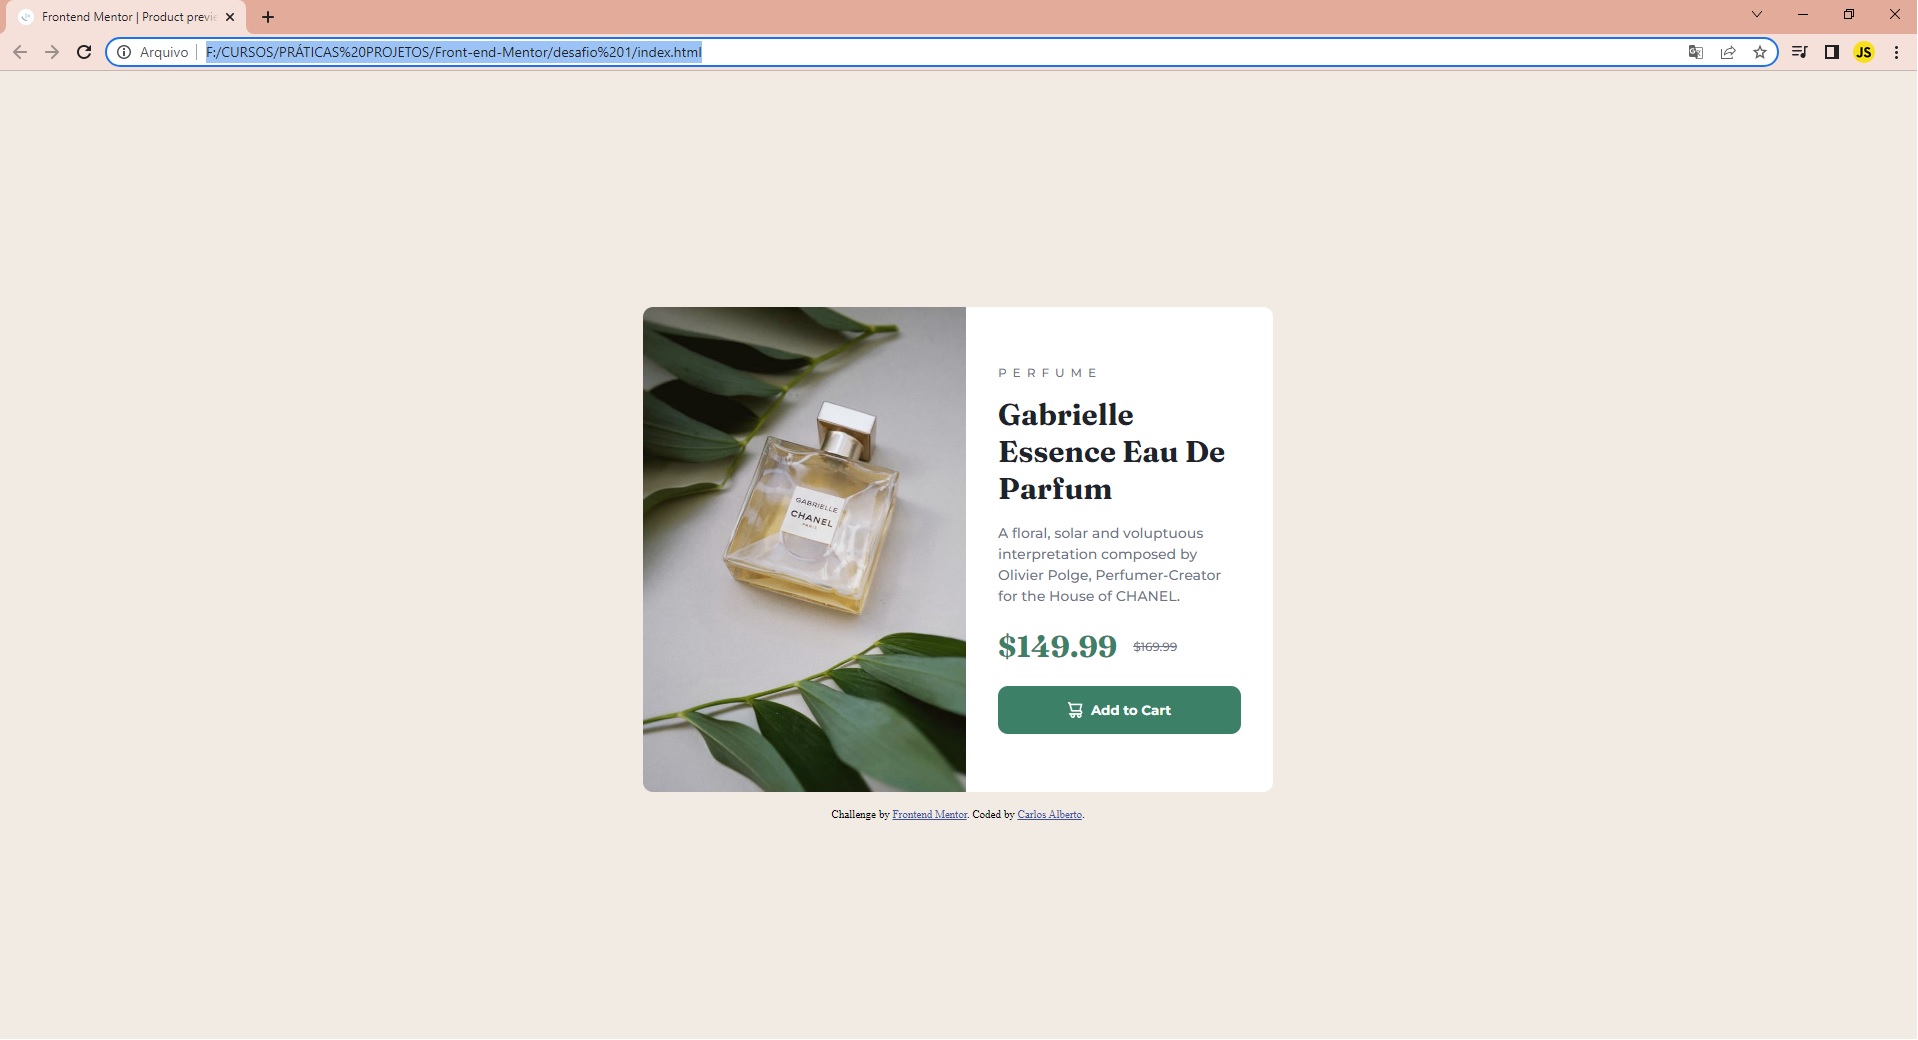 Frontend Mentor | Product previe
Arquivo
F:/CURSOS/PRÁTICAS%20PROJETOS/Front-end-Mentor/desafio%201/index.html
JS
GABRIELLE
CHANEL
PARIS
PERFUME
Gabrielle
Essence Eau De
Parfum
A floral, solar and voluptuous
interpretation composed by
Olivier Polge, Perfumer-Creator
for the House of CHANEL.
$149.99 $169.99
Add to Cart
Challenge by Frontend Mentor. Coded by Carlos Alberto.